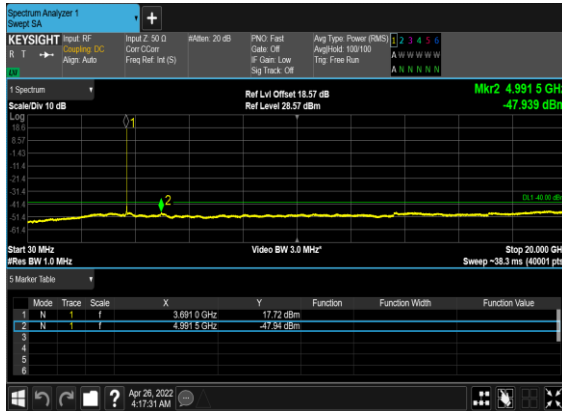 Spectrum Analyzer 1
Swept SA
KEYSIGHT Input: RF Input Z: 50 Ω #Atten: 20 dB PNO: Fast Avg Type: Power (RMS) 1 2 3 4 5 6
R T Coupling: DC Corr CCorr Gate: Off Avg|Hold: 100/100 A W W W W W
Align: Auto Freq Ref: Int (S) IF Gain: Low Trig: Free Run
LXI Sig Track: Off A N N N N N
1 Spectrum Ref Lvl Offset 18.57 dB Mkr2 4.991 5 GHz
Scale/Div 10 dB Ref Level 28.57 dBm -47.939 dBm
Log
18.6 1
8.57
-1.43
-11.4
-21.4
-31.4 DL1 -40.00 dBm
-41.4 2
-51.4
-61.4
Start 30 MHz Video BW 3.0 MHz* Stop 20.000 GHz
#Res BW 1.0 MHz Sweep ~38.3 ms (40001 pts)
5 Marker Table
Mode Trace Scale X Y Function Function Width Function Value
1 N 1 f 3.691 0 GHz 17.72 dBm
2 N 1 f 4.991 5 GHz -47.94 dBm
3
4
5
6
? Apr 26, 2022
4:17:31 AM